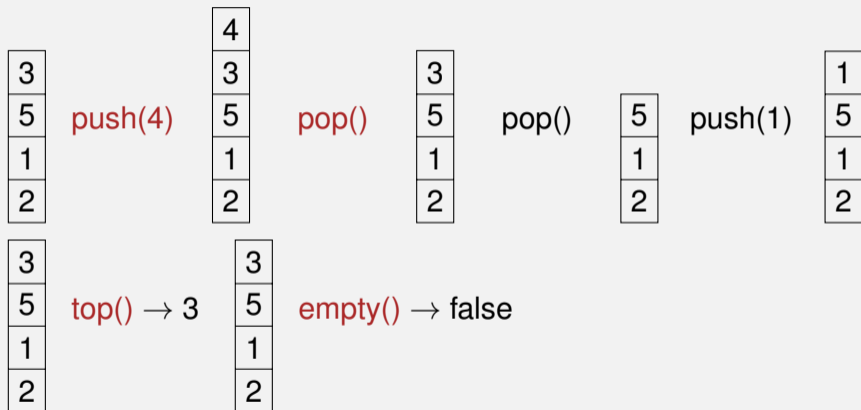 4
3 3 3 1
5 push(4) 5 pop() 5 pop() 5 push(1) 5
1 1 1 1 1
2 2 2 2 2
3 3
5 top() → 3 5 empty() → false
1 1
2 2